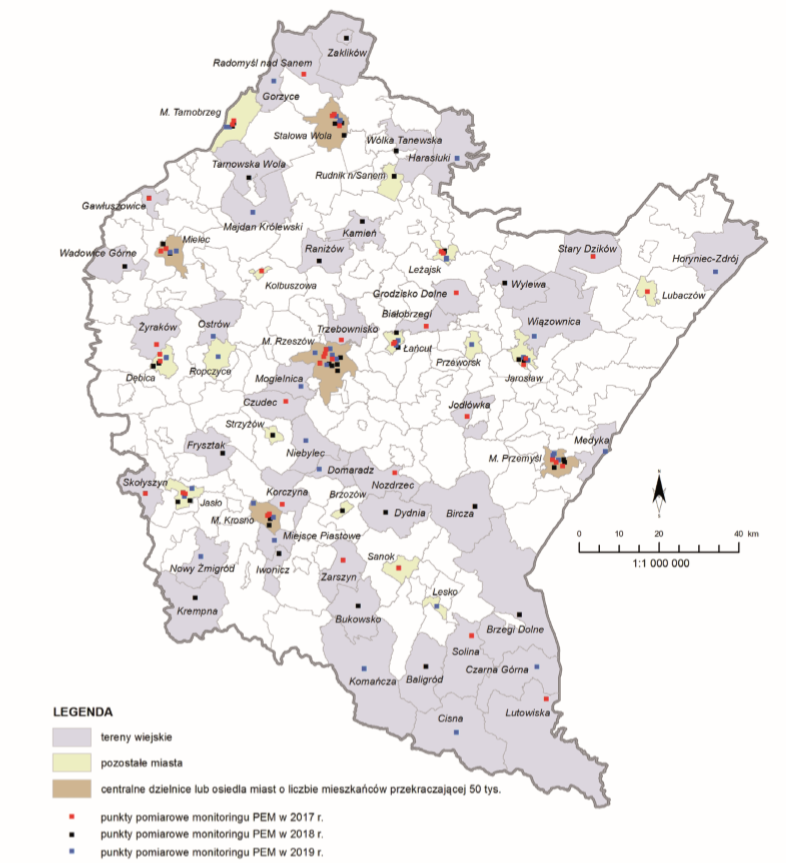 Zaklików
Radomyśl nad Sanem
Gorzyce
M. Tarnobrzeg
Stalowa Wola
Wólka Tanewska
Harasiuki
Tarnowska Wola
Rudnik n/Sanem
Gawłuszowice
Majdan Królewski
Kamień
Mielec
Wadowice Górne
Raniżów
Stary Dzików
Horyniec-Zdrój
Leżajsk
Kolbuszowa
Grodzisko Dolne
Wylewa
Lubaczów
Białobrzegi
Żyraków
Ostrów
Trzebownisko
Wiązownica
M. Rzeszów
Łańcut
Przeworsk
Dębica
Ropczyce
Mogielnica
Jarosław
Czudec
Jodłówka
Strzyżów
Medyka
Frysztak
Niebylec
M. Przemyśl
Domaradz
Skołyszyn
Nozdrzec
Korczyna
Brzozów
Jasło
M. Krosno
Dydnia
Bircza
Miejsce Piastowe
Nowy Żmigród
Iwonicz
Sanok
Zarszyn
Lesko
Krempna
Bukowsko
Brzegi Dolne
Solina
Czarna Górna
Komańcza
Baligród
Lutowiska
Cisna
0 10 20 40 km
1:1 000 000
LEGENDA
tereny wiejskie
pozostałe miasta
centralne dzielnice lub osiedla miast o liczbie mieszkańców przekraczającej 50 tys.
punkty pomiarowe monitoringu PEM w 2017 r.
punkty pomiarowe monitoringu PEM w 2018 r.
punkty pomiarowe monitoringu PEM w 2019 r.